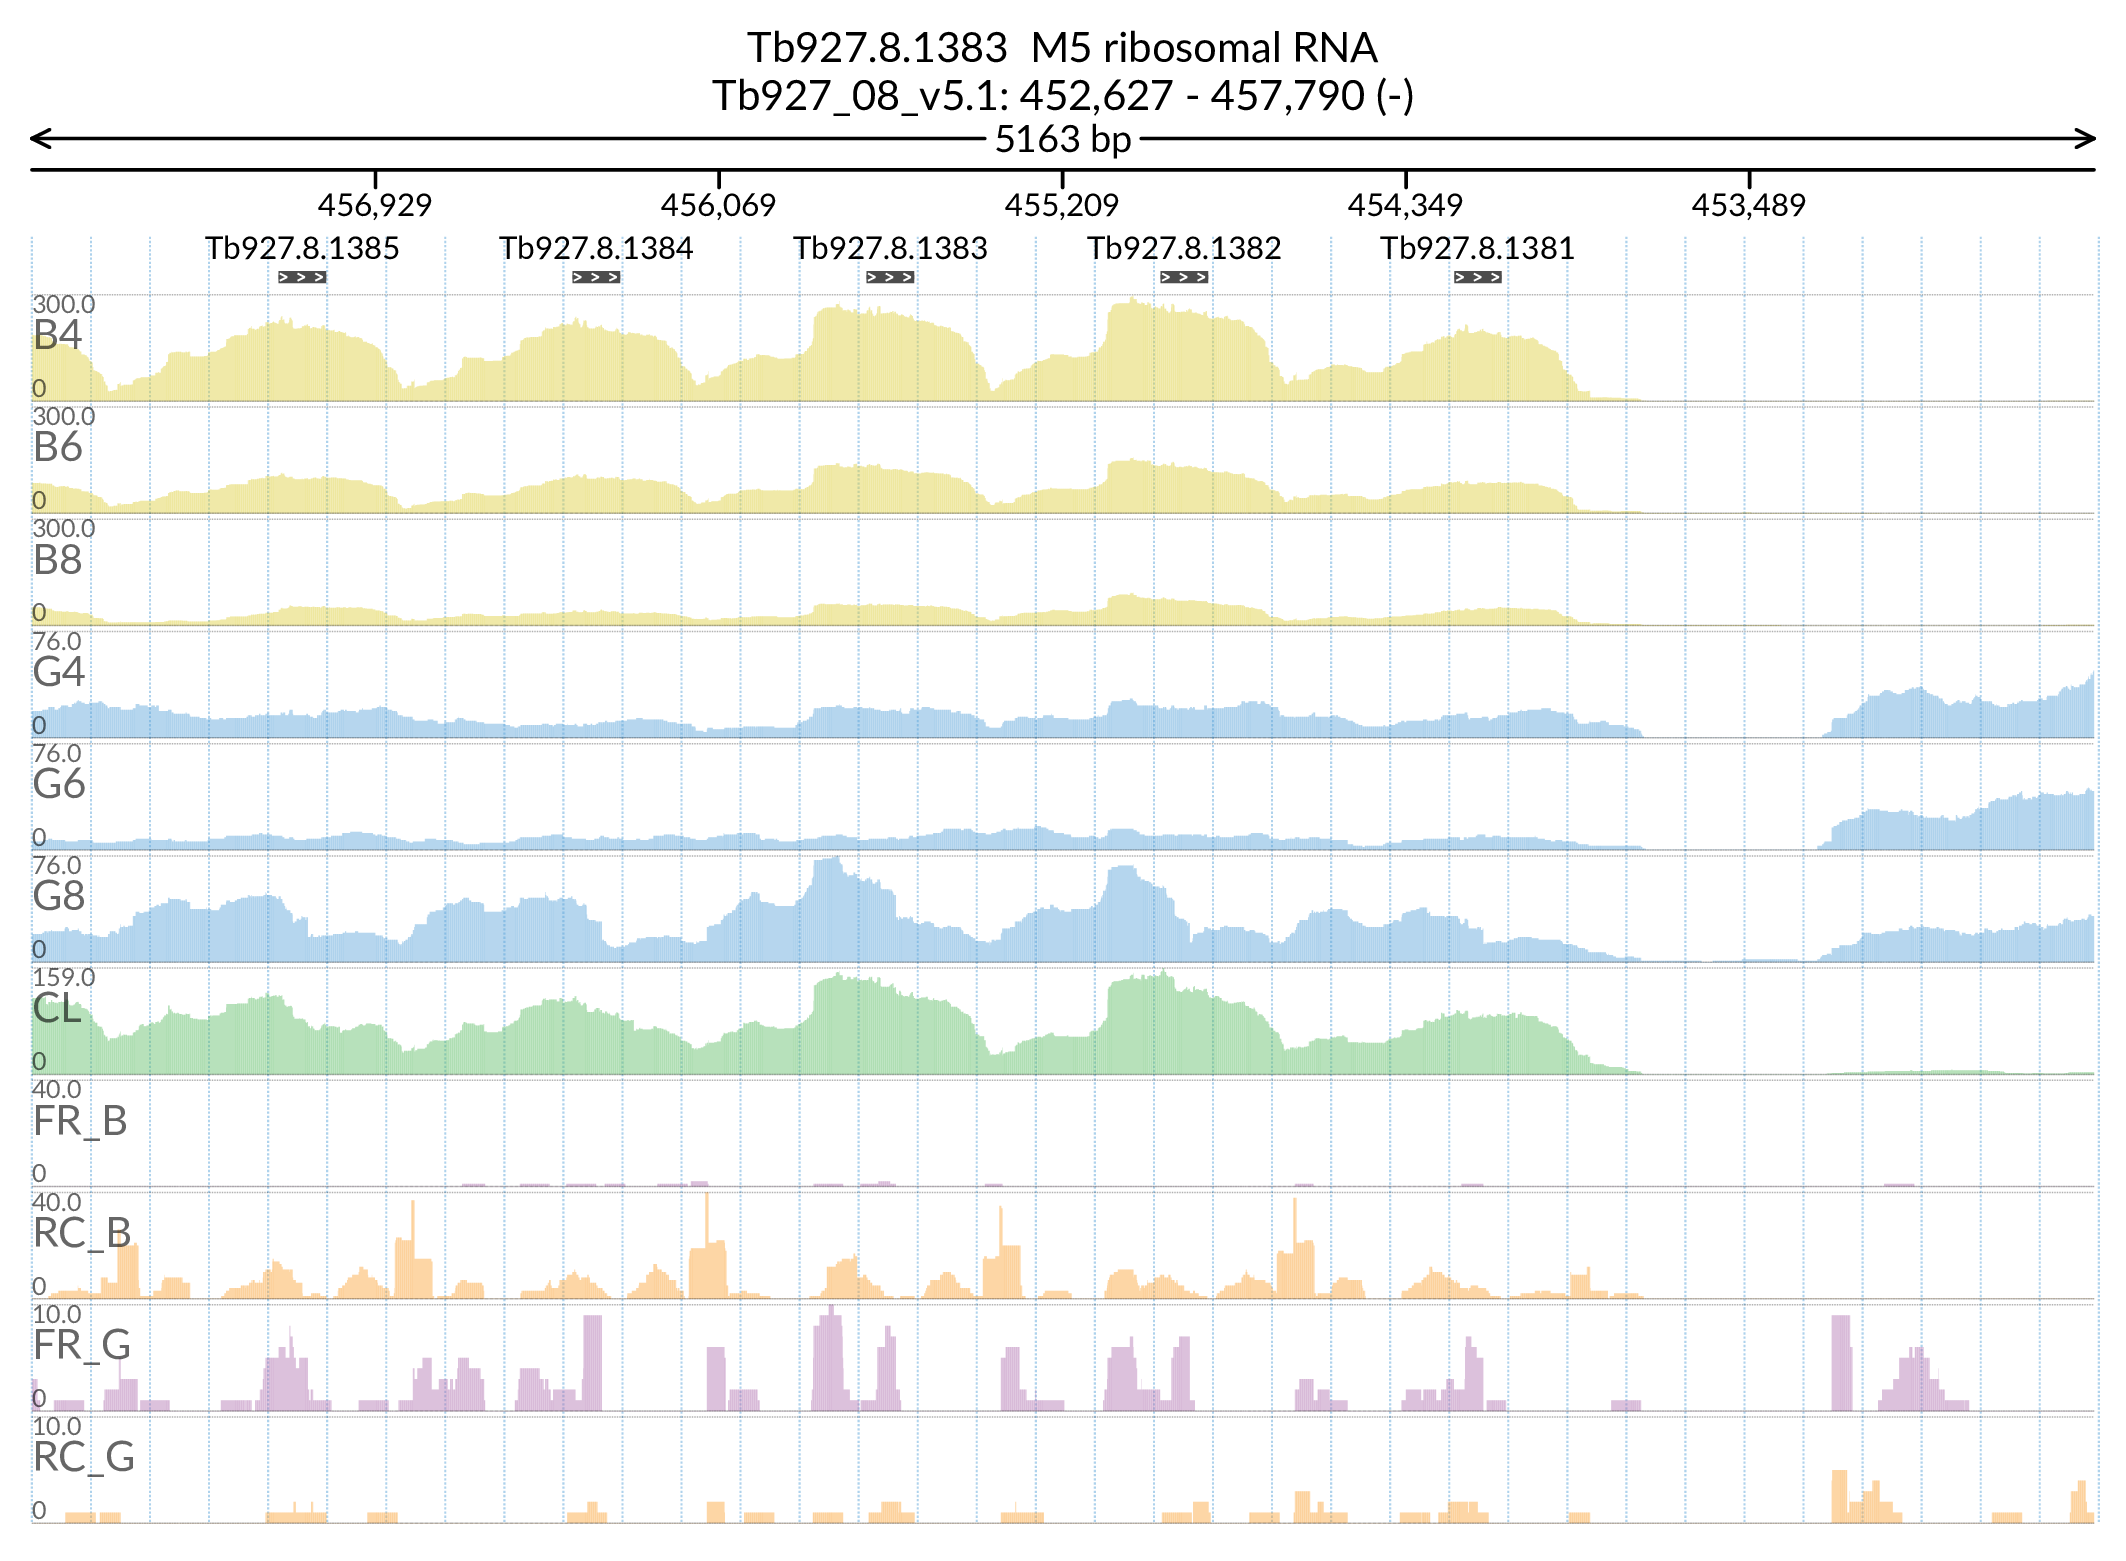 Tb927.8.1383  M5 ribosomal RNA
Tb927_08_v5.1: 452,627 - 457,790 (-)
5163 bp
456,929 456,069 455,209 454,349 453,489
Tb927.8.1385 Tb927.8.1384 Tb927.8.1383 Tb927.8.1382 Tb927.8.1381
> > > > > > > > > > > > > > >
300.0
B4
0
300.0
B6
0
300.0
B8
0
76.0
G4
0
76.0
G6
0
76.0
G8
0
159.0
CL
0
40.0
FR_B
0
40.0
RC_B
0
10.0
FR_G
0
10.0
RC_G
0